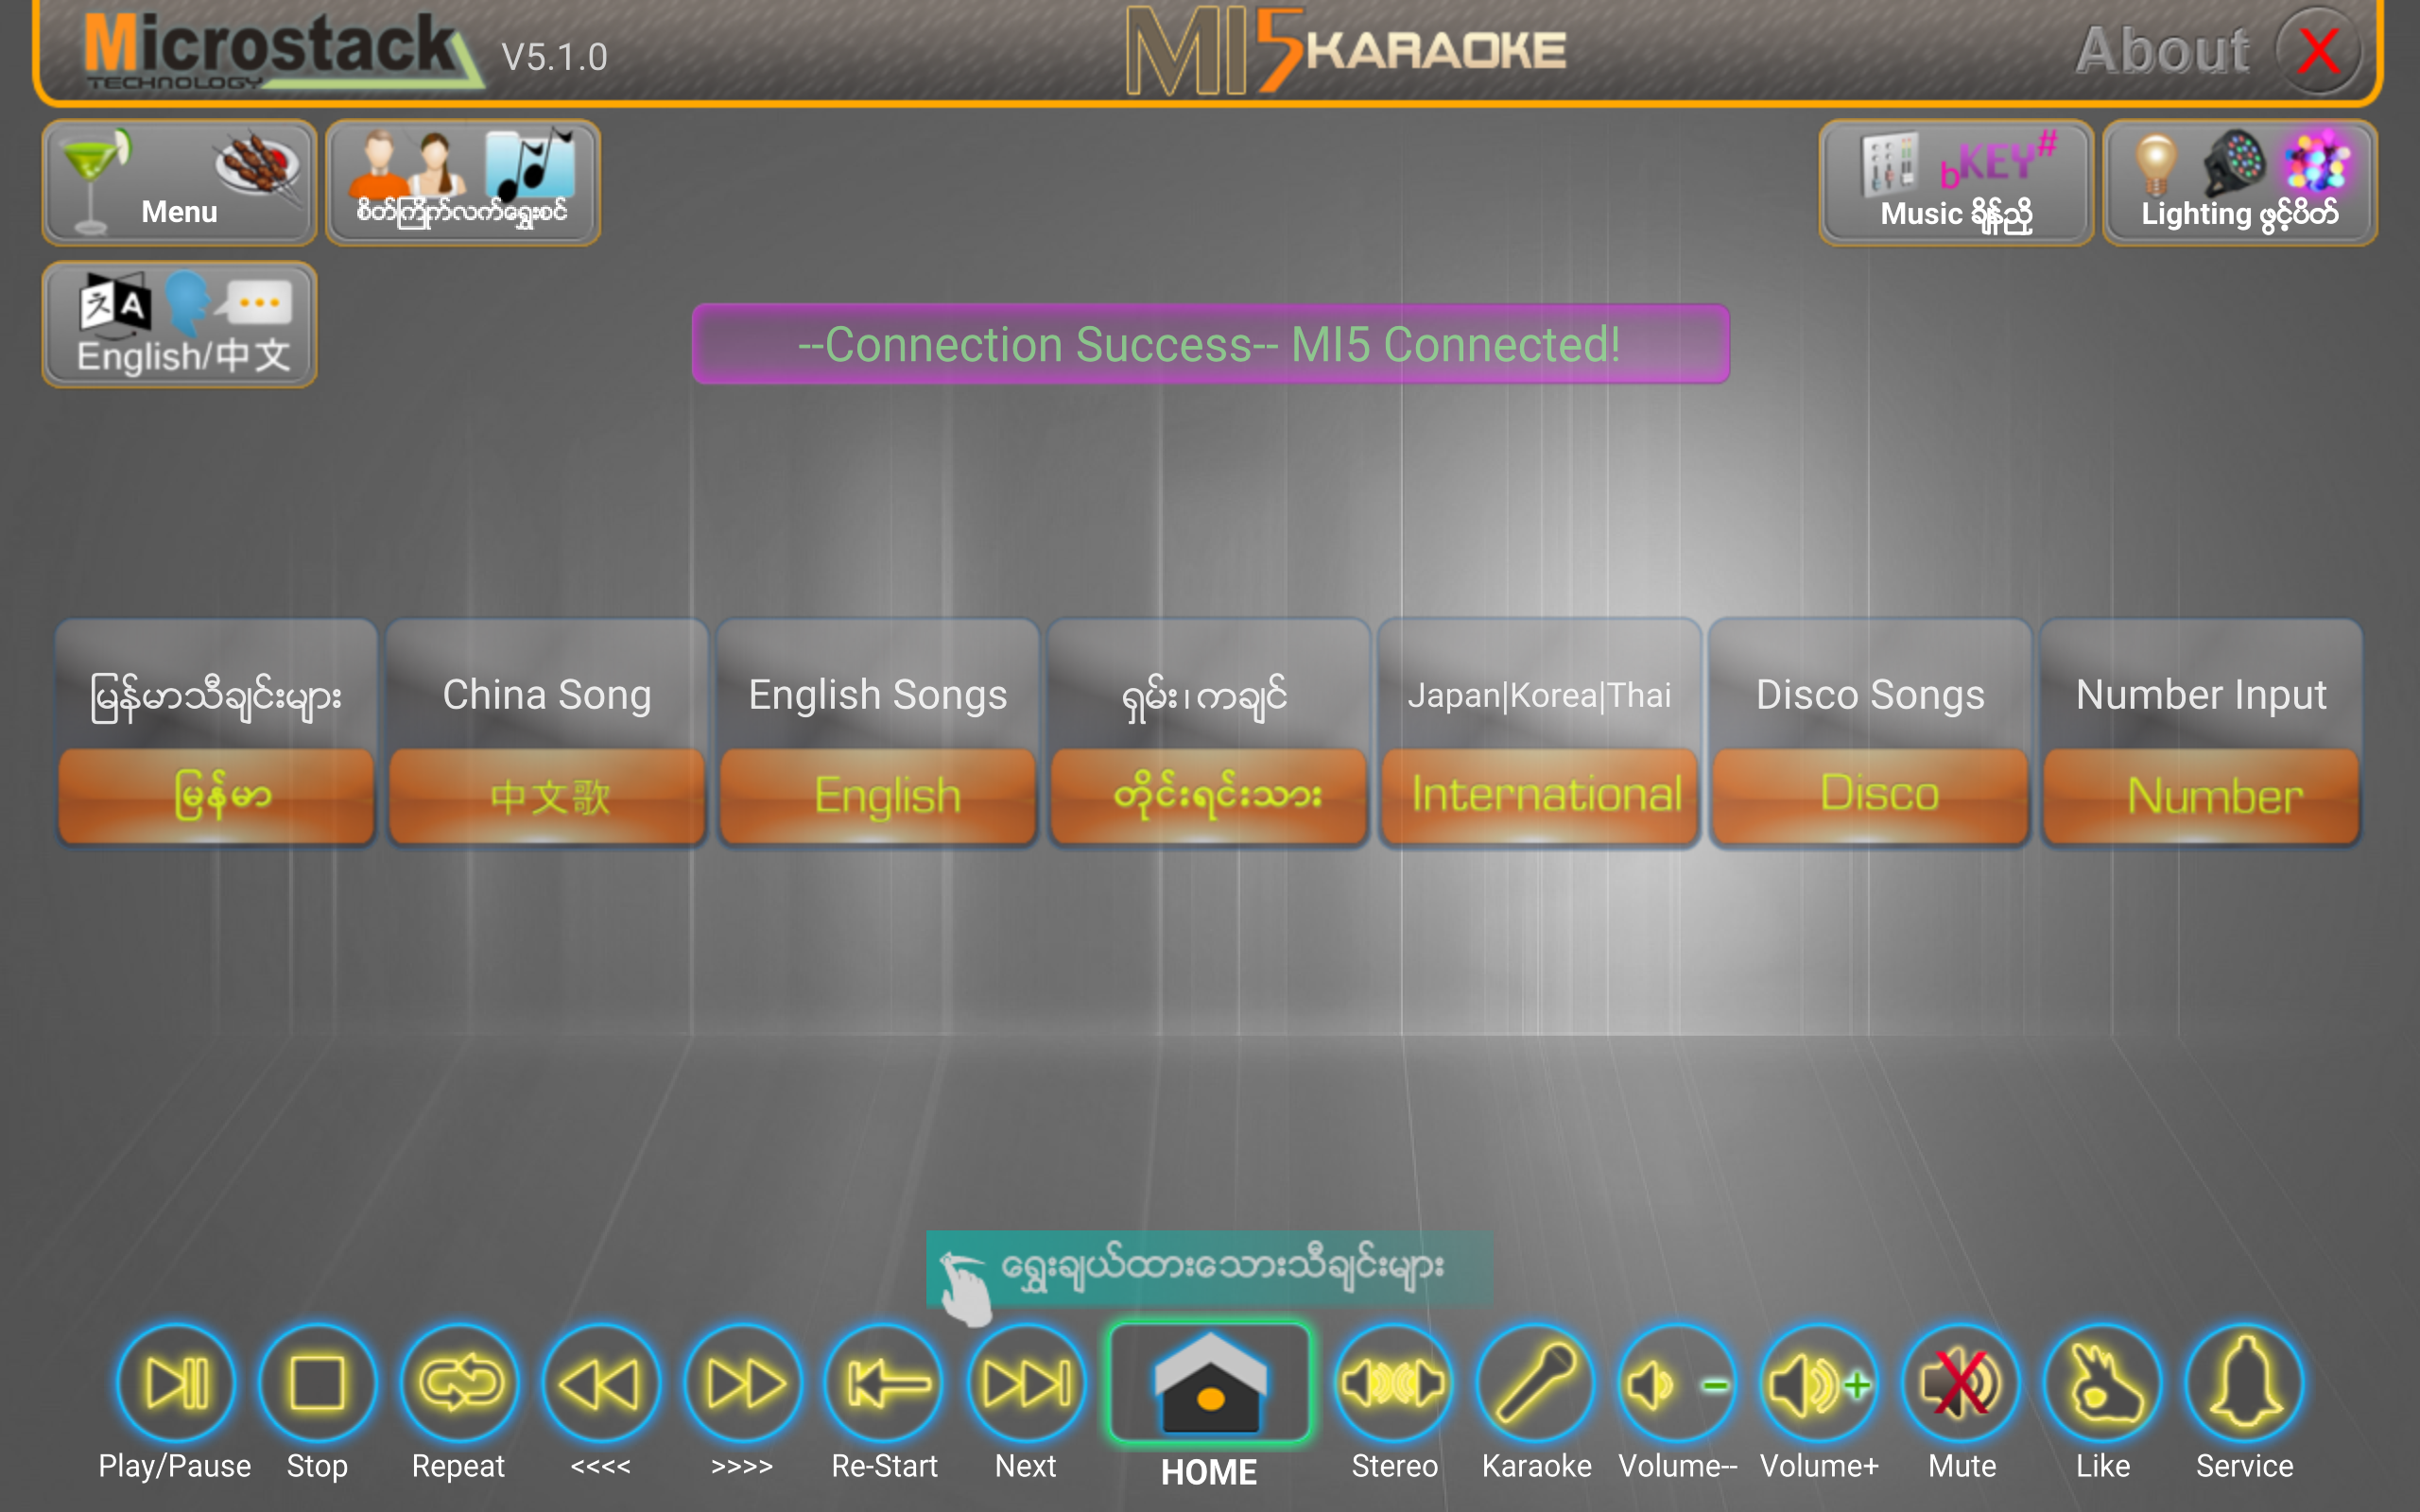 Microstack
TECHNOLOGY
V5.1.0
MI5 KARAOKE
About
X
Menu
စိတ်ကြိုက်လက်ရွေးစင်
bKEY#
Music ချိန်ညှိ
Lighting ဖွင့်ပိတ်
English/中文
--Connection Success-- MI5 Connected!
မြန်မာသီချင်းများ
မြန်မာ
China Song
中文歌
English Songs
English
ရှမ်း၊ကချင်
တိုင်းရင်းသား
Japan|Korea|Thai
International
Disco Songs
Disco
Number Input
Number
ရွေးချယ်ထားသောသီချင်းများ
Play/Pause
Stop
Repeat
<<<<
>>>>
Re-Start
Next
HOME
Stereo
Karaoke
Volume--
Volume+
Mute
Like
Service